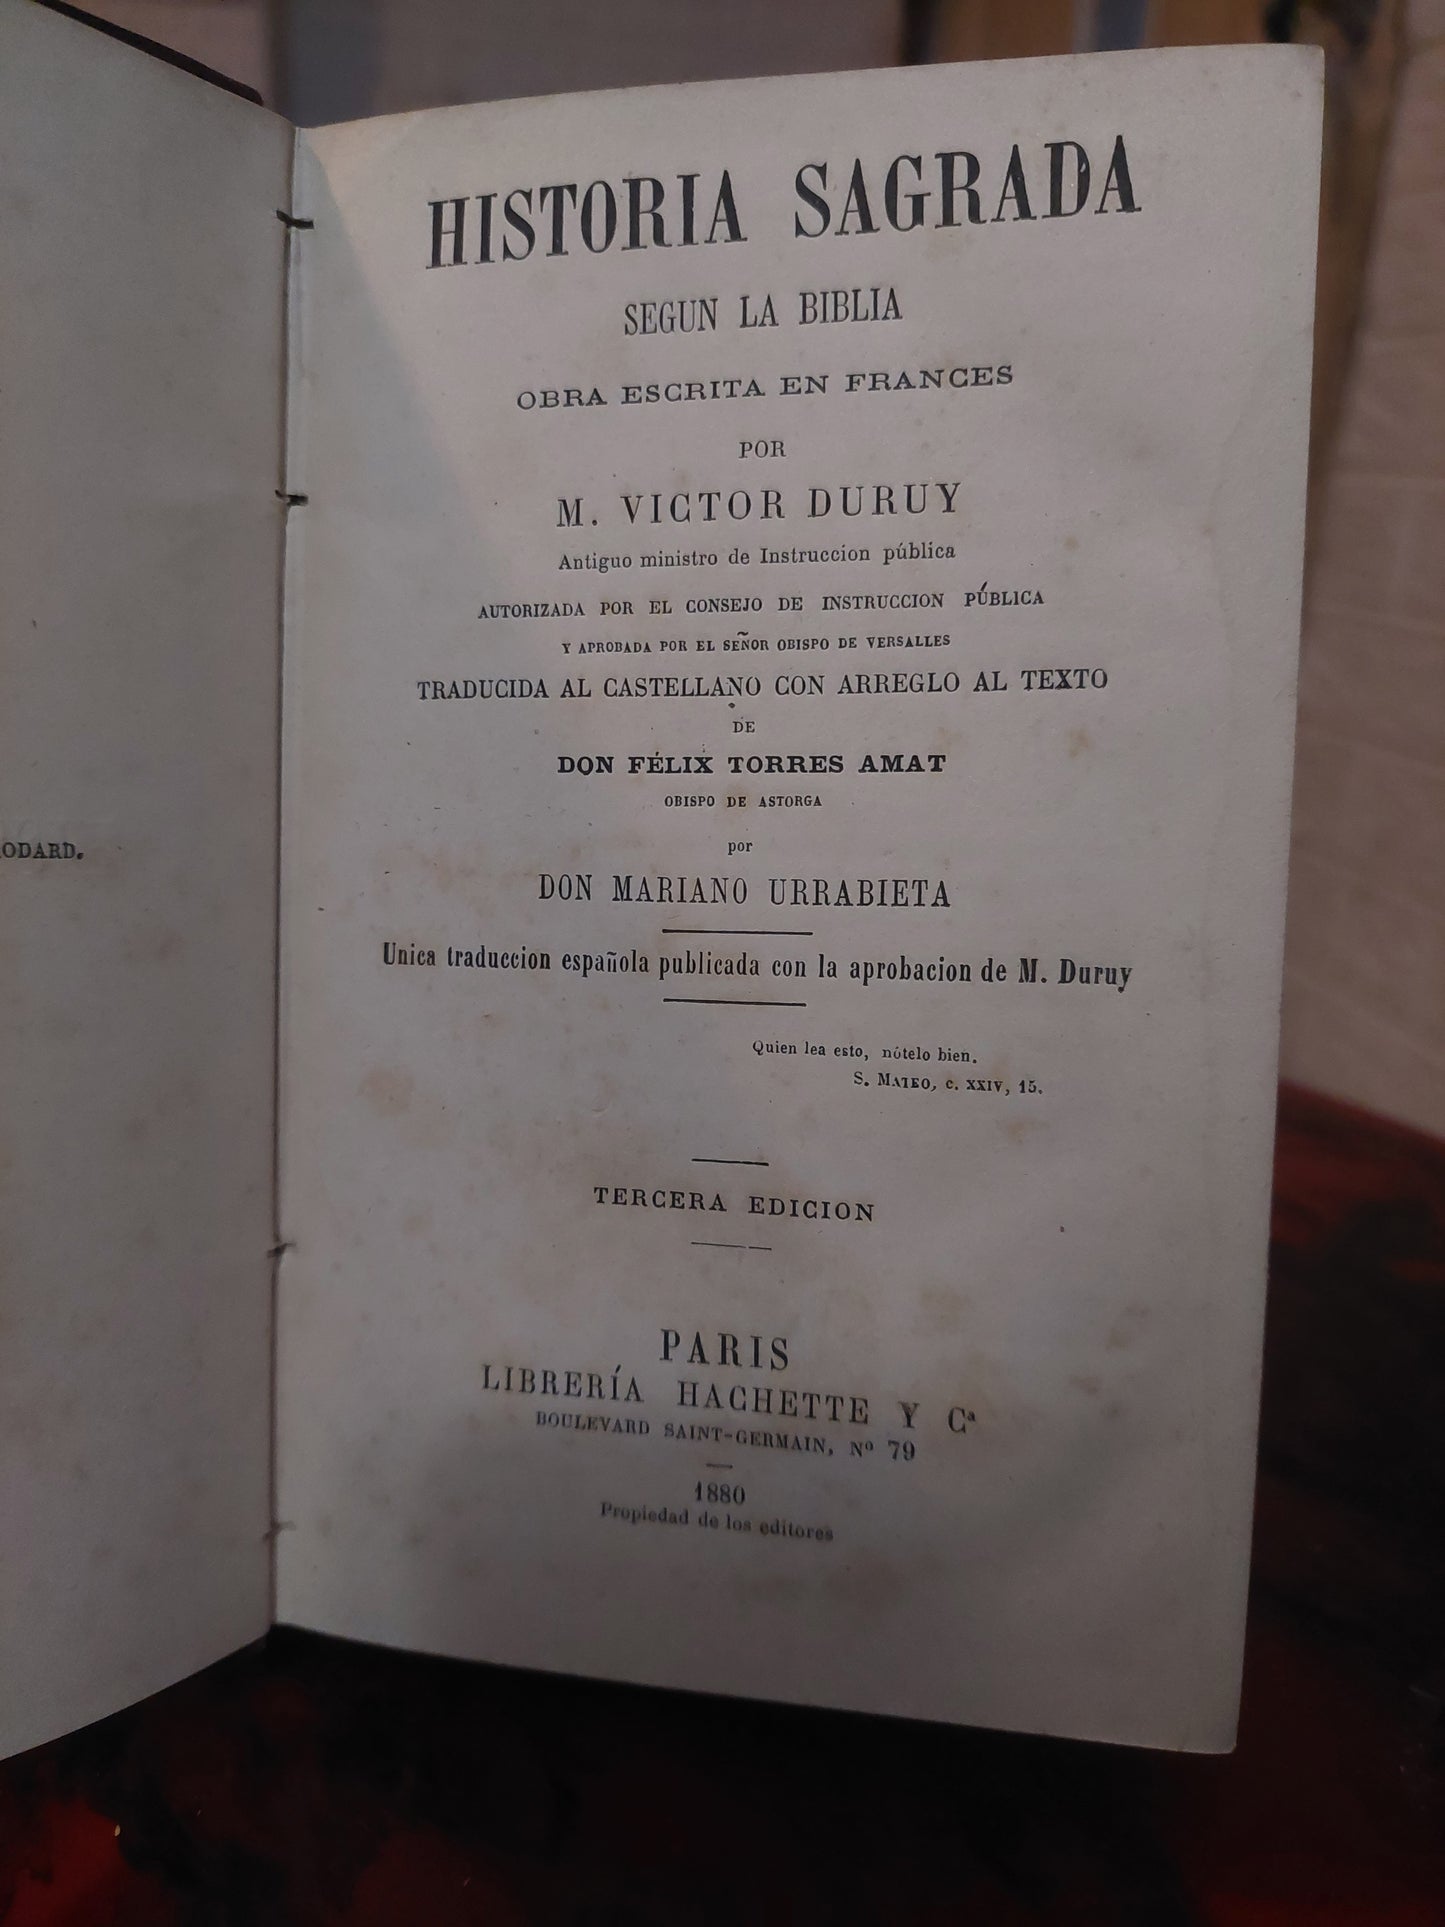 ODARD.
HISTORIA SAGRADA
SEGUN LA BIBLIA
OBRA ESCRITA EN FRANCES
POR
M. VICTOR DURUY
Antiguo ministro de Instruccion pública
AUTORIZADA POR EL CONSEJO DE INSTRUCCION PÚBLICA
Y APROBADA POR EL SEÑOR OBISPO DE VERSALLES
TRADUCIDA AL CASTELLANO CON ARREGLO AL TEXTO
DE
DON FÉLIX TORRES AMAT
OBISPO DE ASTORGA
por
DON MARIANO URRABIETA
Unica traduccion española publicada con la aprobacion de M. Duruy
Quien lea esto, nótelo bien.
S. MATEO, c. XXIV, 15.
TERCERA EDICION
PARIS
LIBRERÍA HACHETTE Y Cª
BOULEVARD SAINT-GERMAIN, Nº 79
1880
Propiedad de los editores